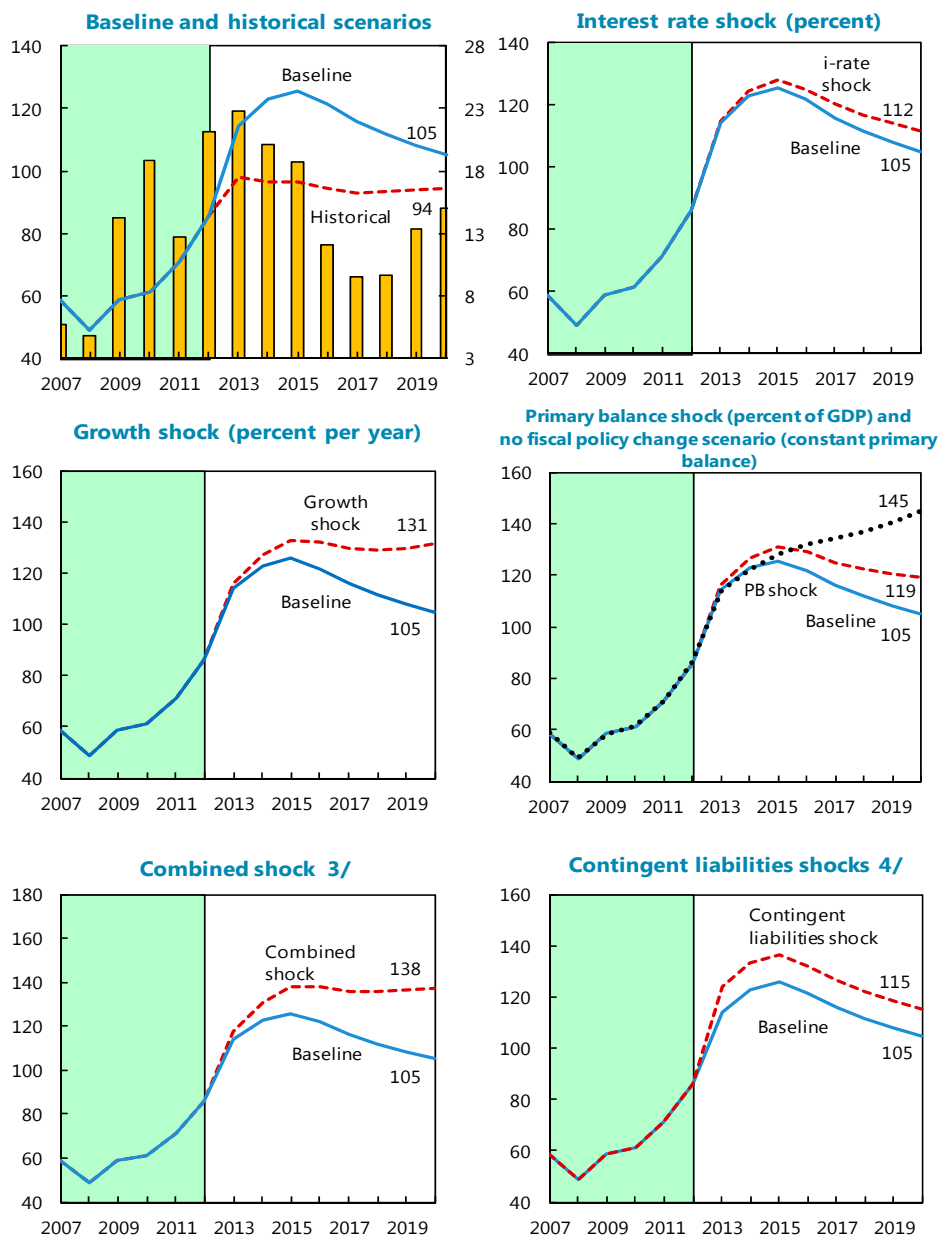 Baseline and historical scenarios
140
120
100
80
60
40
28
23
18
13
8
3
Baseline
105
Historical
94
2007 2009 2011 2013 2015 2017 2019
Interest rate shock (percent)
140
120
100
80
60
40
i-rate
shock
112
Baseline
105
2007 2009 2011 2013 2015 2017 2019
Growth shock (percent per year)
160
140
120
100
80
60
40
Growth
shock
131
Baseline
105
2007 2009 2011 2013 2015 2017 2019
Primary balance shock (percent of GDP) and
no fiscal policy change scenario (constant primary
balance)
160
140
120
100
80
60
40
145
PB shock
119
Baseline
105
2007 2009 2011 2013 2015 2017 2019
Combined shock 3/
180
160
140
120
100
80
60
40
Combined
shock
138
Baseline
105
2007 2009 2011 2013 2015 2017 2019
Contingent liabilities shocks 4/
160
140
120
100
80
60
40
Contingent
liabilities shock
115
Baseline
105
2007 2009 2011 2013 2015 2017 2019